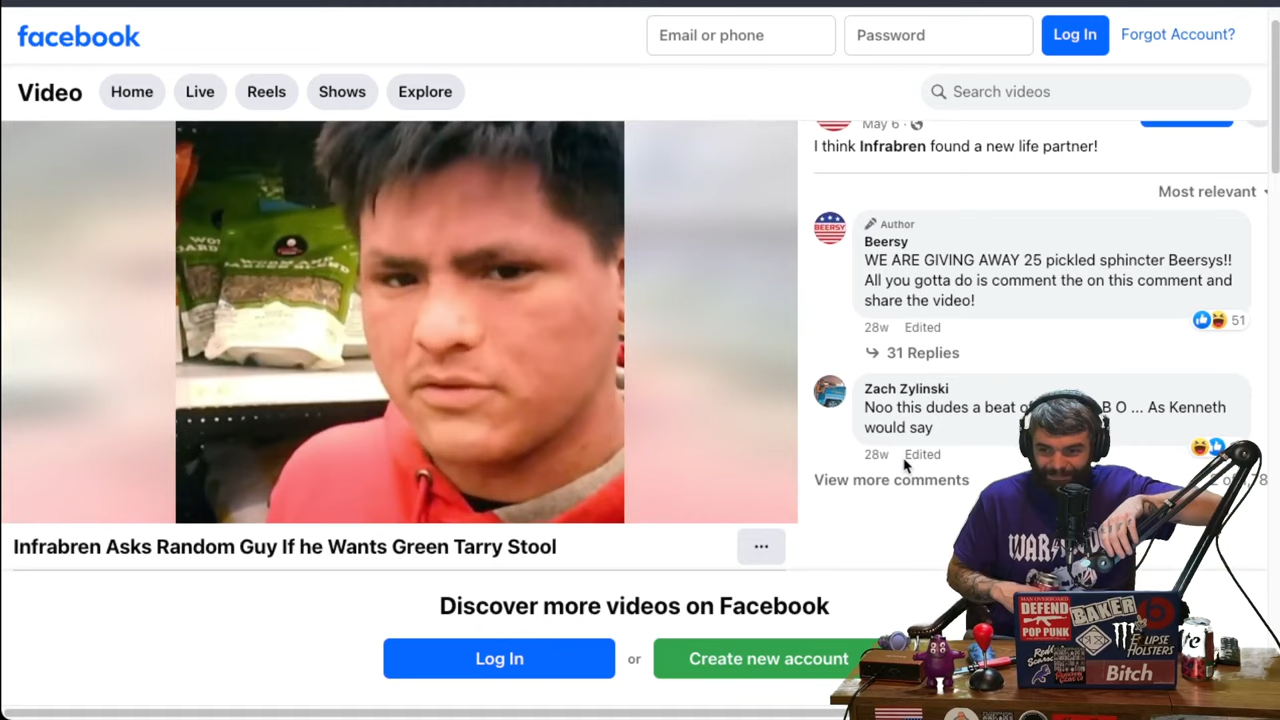 facebook
Email or phone
Password
Log In
Forgot Account?
Video
Home
Live
Reels
Shows
Explore
Search videos
May 6 ·
I think Infrabren found a new life partner!
Most relevant
Author
BEERSY
Beersy
WE ARE GIVING AWAY 25 pickled sphincter Beersys!!
All you gotta do is comment the on this comment and
share the video!
28w Edited
51
31 Replies
Zach Zylinski
Noo this dudes a beat B O ... As Kenneth
would say
28w Edited
View more comments
Infrabren Asks Random Guy If he Wants Green Tarry Stool
...
Discover more videos on Facebook
Log In
or
Create new account
MAN OVERBOARD
DEFEND
POP PUNK
BAKER
HOLSTERS
Bitch